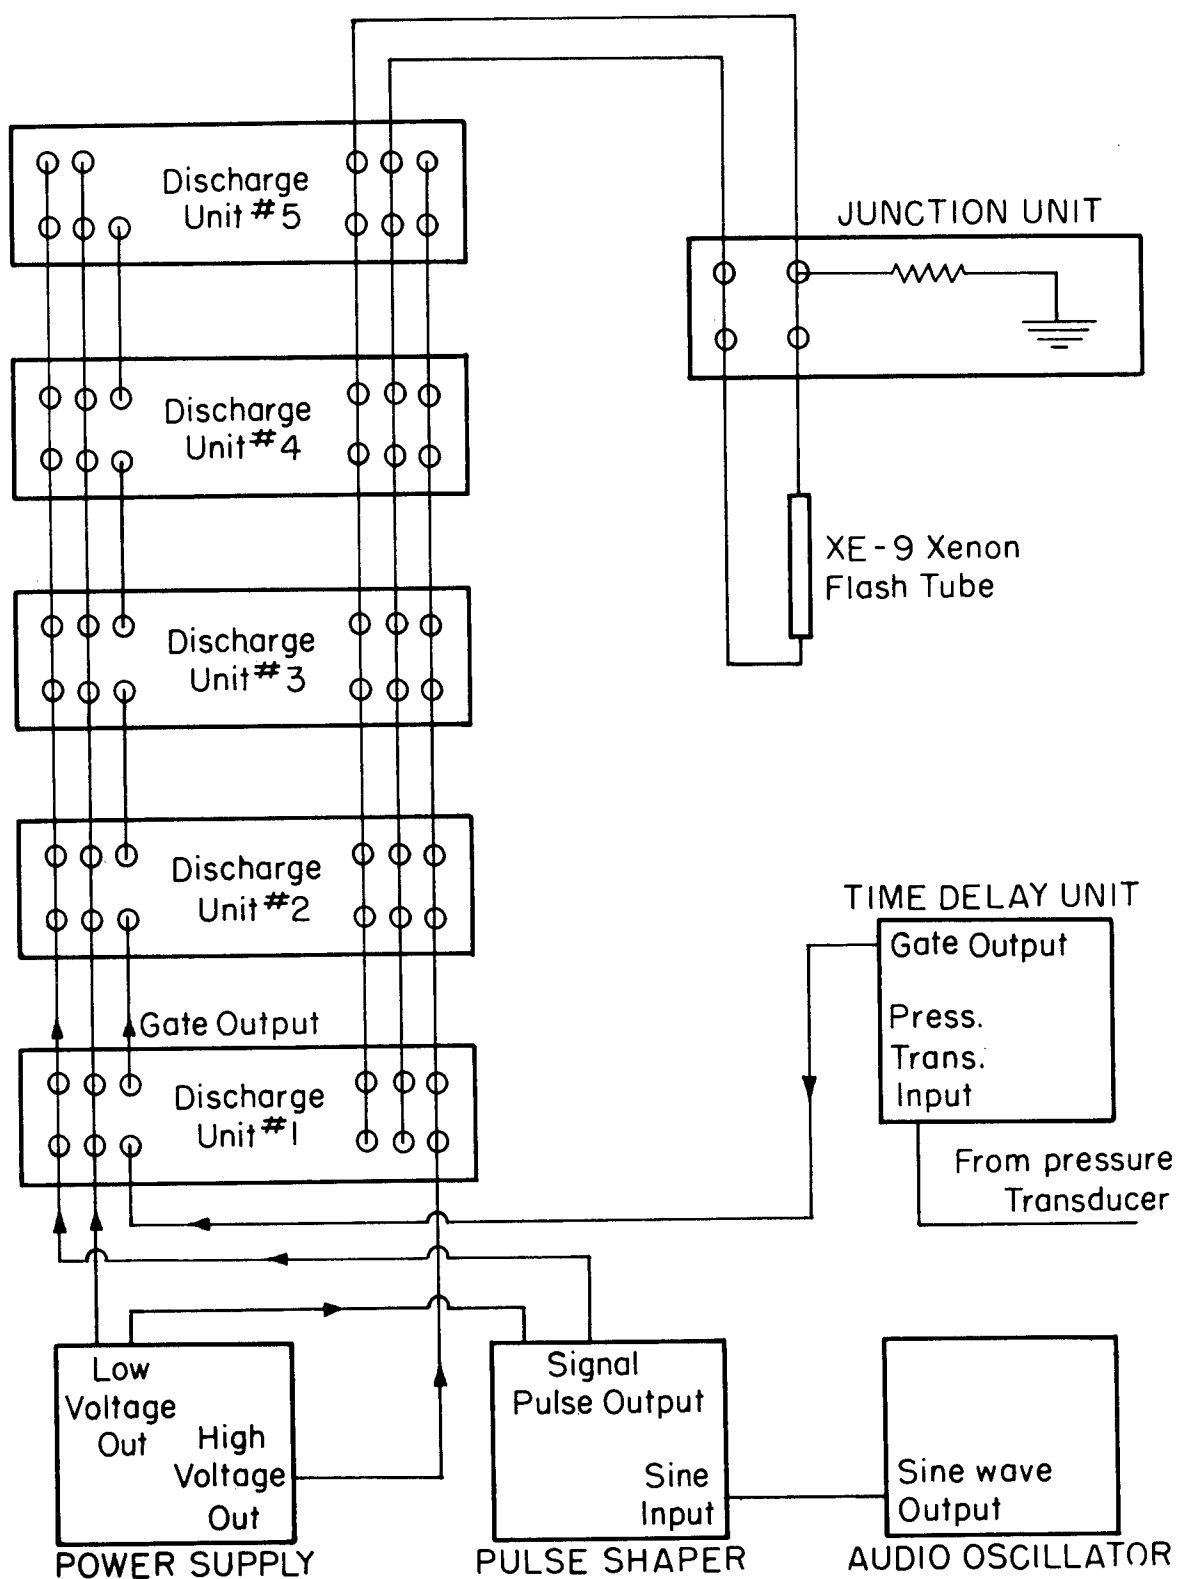 Discharge
Unit #5
JUNCTION UNIT
Discharge
Unit #4
XE-9 Xenon
Flash Tube
Discharge
Unit #3
Discharge
Unit #2
TIME DELAY UNIT
Gate Output
Press.
Trans.
Input
Gate Output
Discharge
Unit #1
From pressure
Transducer
Low
Voltage
Out
High
Voltage
Out
POWER SUPPLY
Signal
Pulse Output
Sine
Input
PULSE SHAPER
Sine wave
Output
AUDIO OSCILLATOR